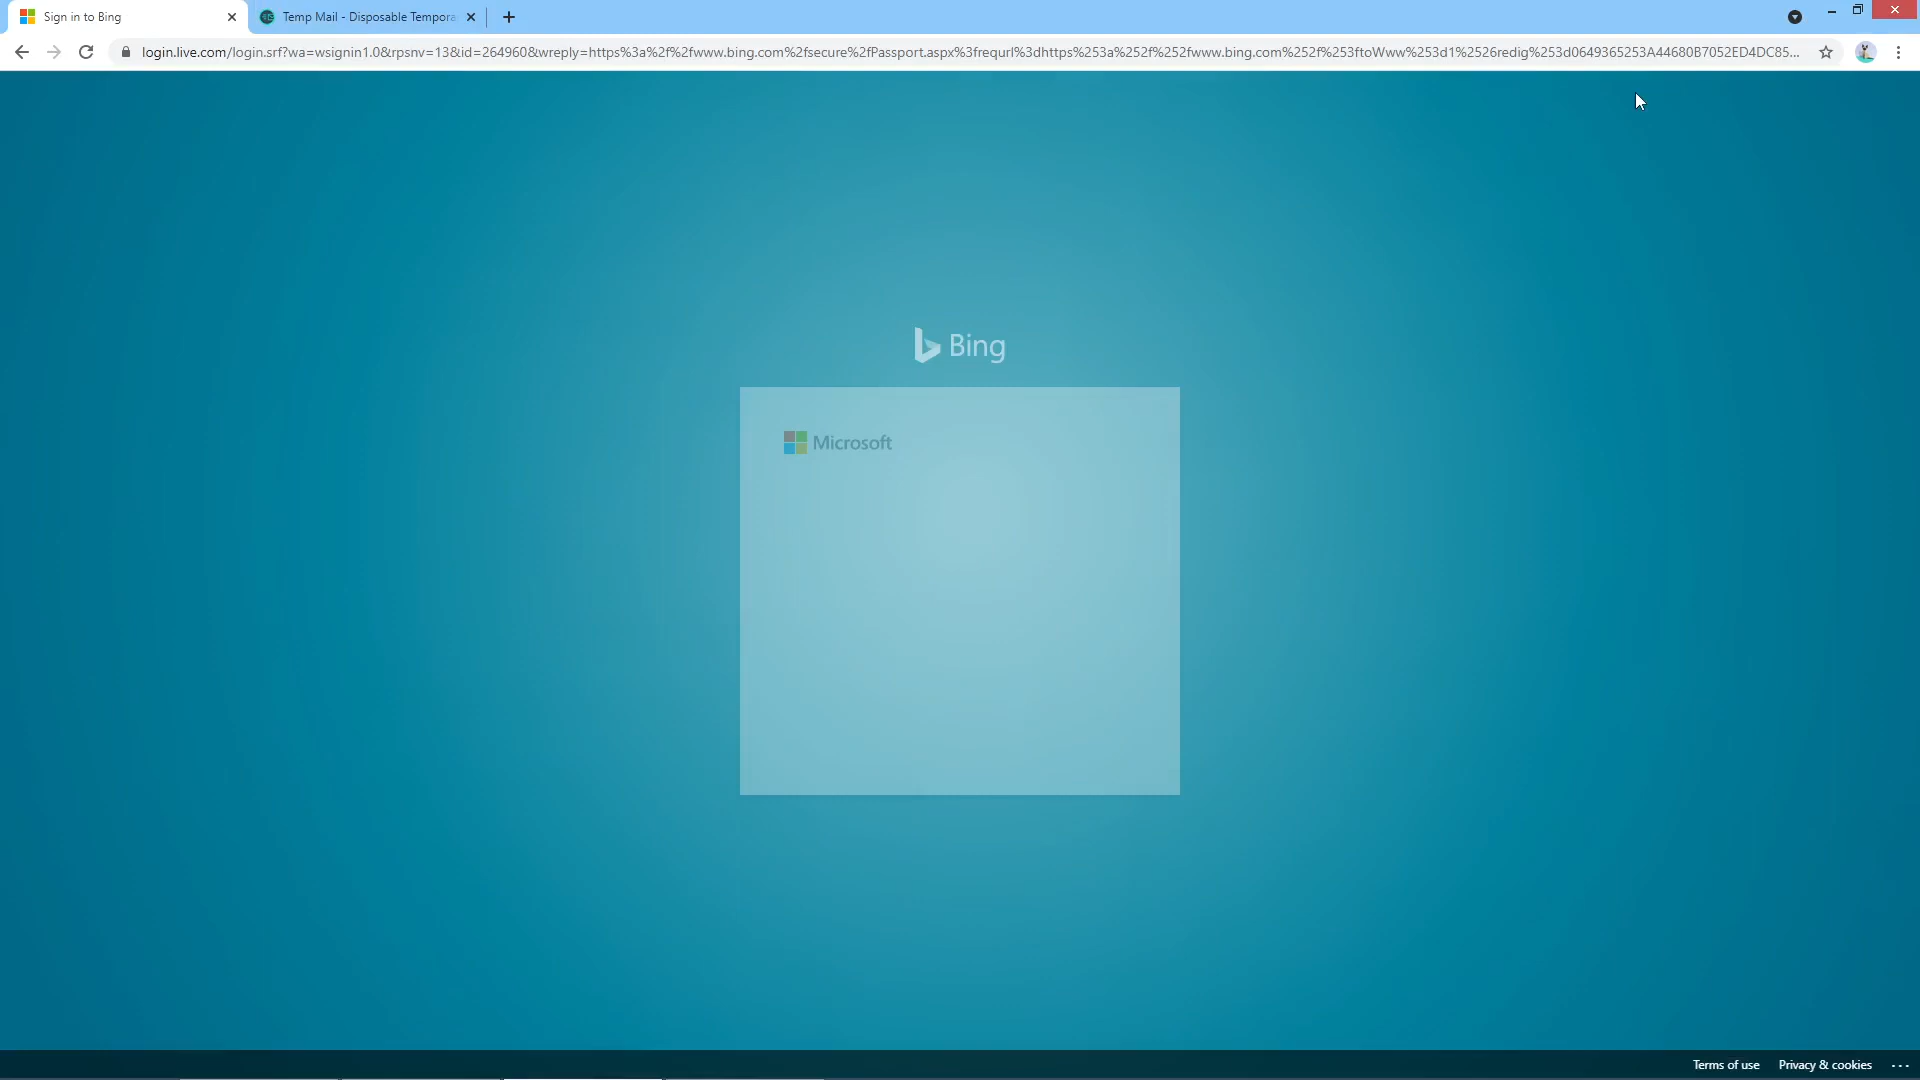 Sign in to Bing
Temp Mail - Disposable Tempora
login.live.com/login.srf?wa=wsignin1.0&rpsnv=13&id=264960&wreply=https%3a%2f%2fwww.bing.com%2fsecure%2fPassport.aspx%3frequrl%3dhttps%253a%252f%252fwww.bing.com%252f%253ftoWww%253d1%2526redig%253d0649365253A44680B7052ED4DC85...
Bing
Microsoft
Terms of use Privacy & cookies ...